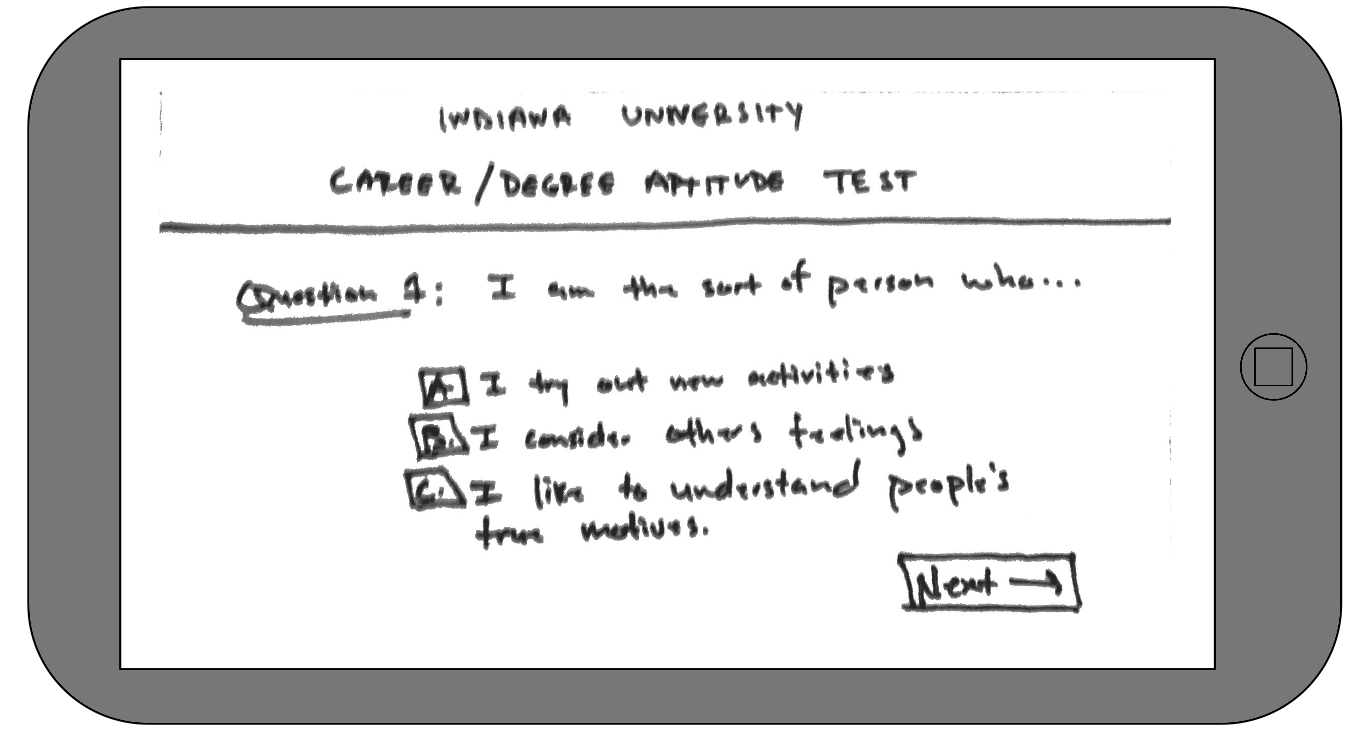 INDIANA UNIVERSITY
CAREER/DEGREE APTITUDE TEST
Question 1: I am the sort of person who...
A. I try out new activities
B. I consider others feelings
C. I like to understand people's
true motives.
Next →